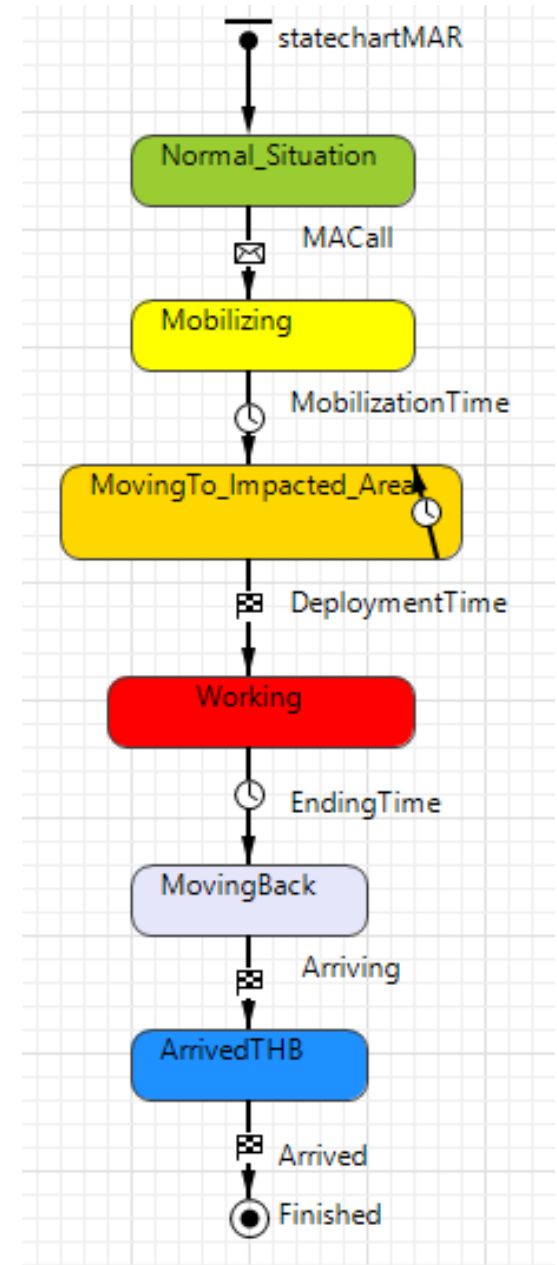 statechartMAR
Normal_Situation
MACall
Mobilizing
MobilizationTime
MovingTo_Impacted_Area
DeploymentTime
Working
EndingTime
MovingBack
Arriving
ArrivedTHB
Arrived
Finished